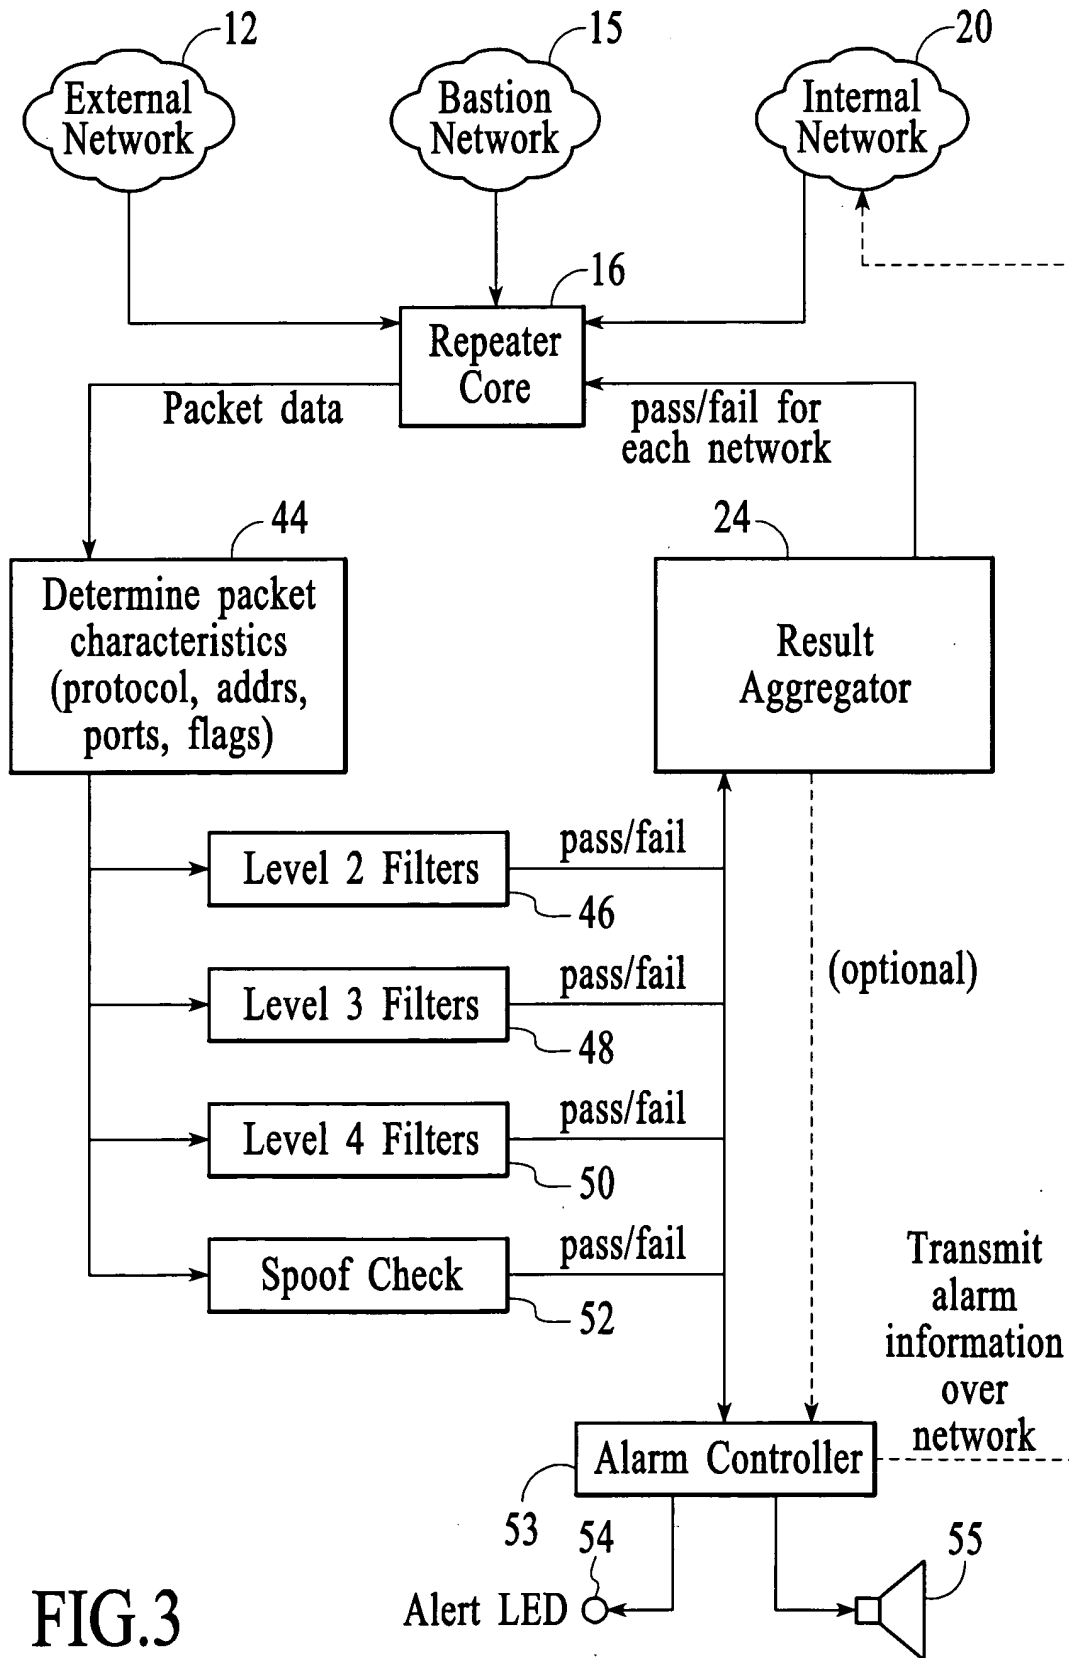 12
15
20
External
Network
Bastion
Network
Internal
Network
16
Repeater
Core
Packet data
pass/fail for
each network
44
24
Determine packet
characteristics
(protocol, addrs,
ports, flags)
Result
Aggregator
pass/fail
Level 2 Filters
46
(optional)
pass/fail
Level 3 Filters
48
pass/fail
Level 4 Filters
50
pass/fail
Spoof Check
52
Transmit
alarm
information
over
network
Alarm Controller
53
54
55
Alert LED
FIG.3